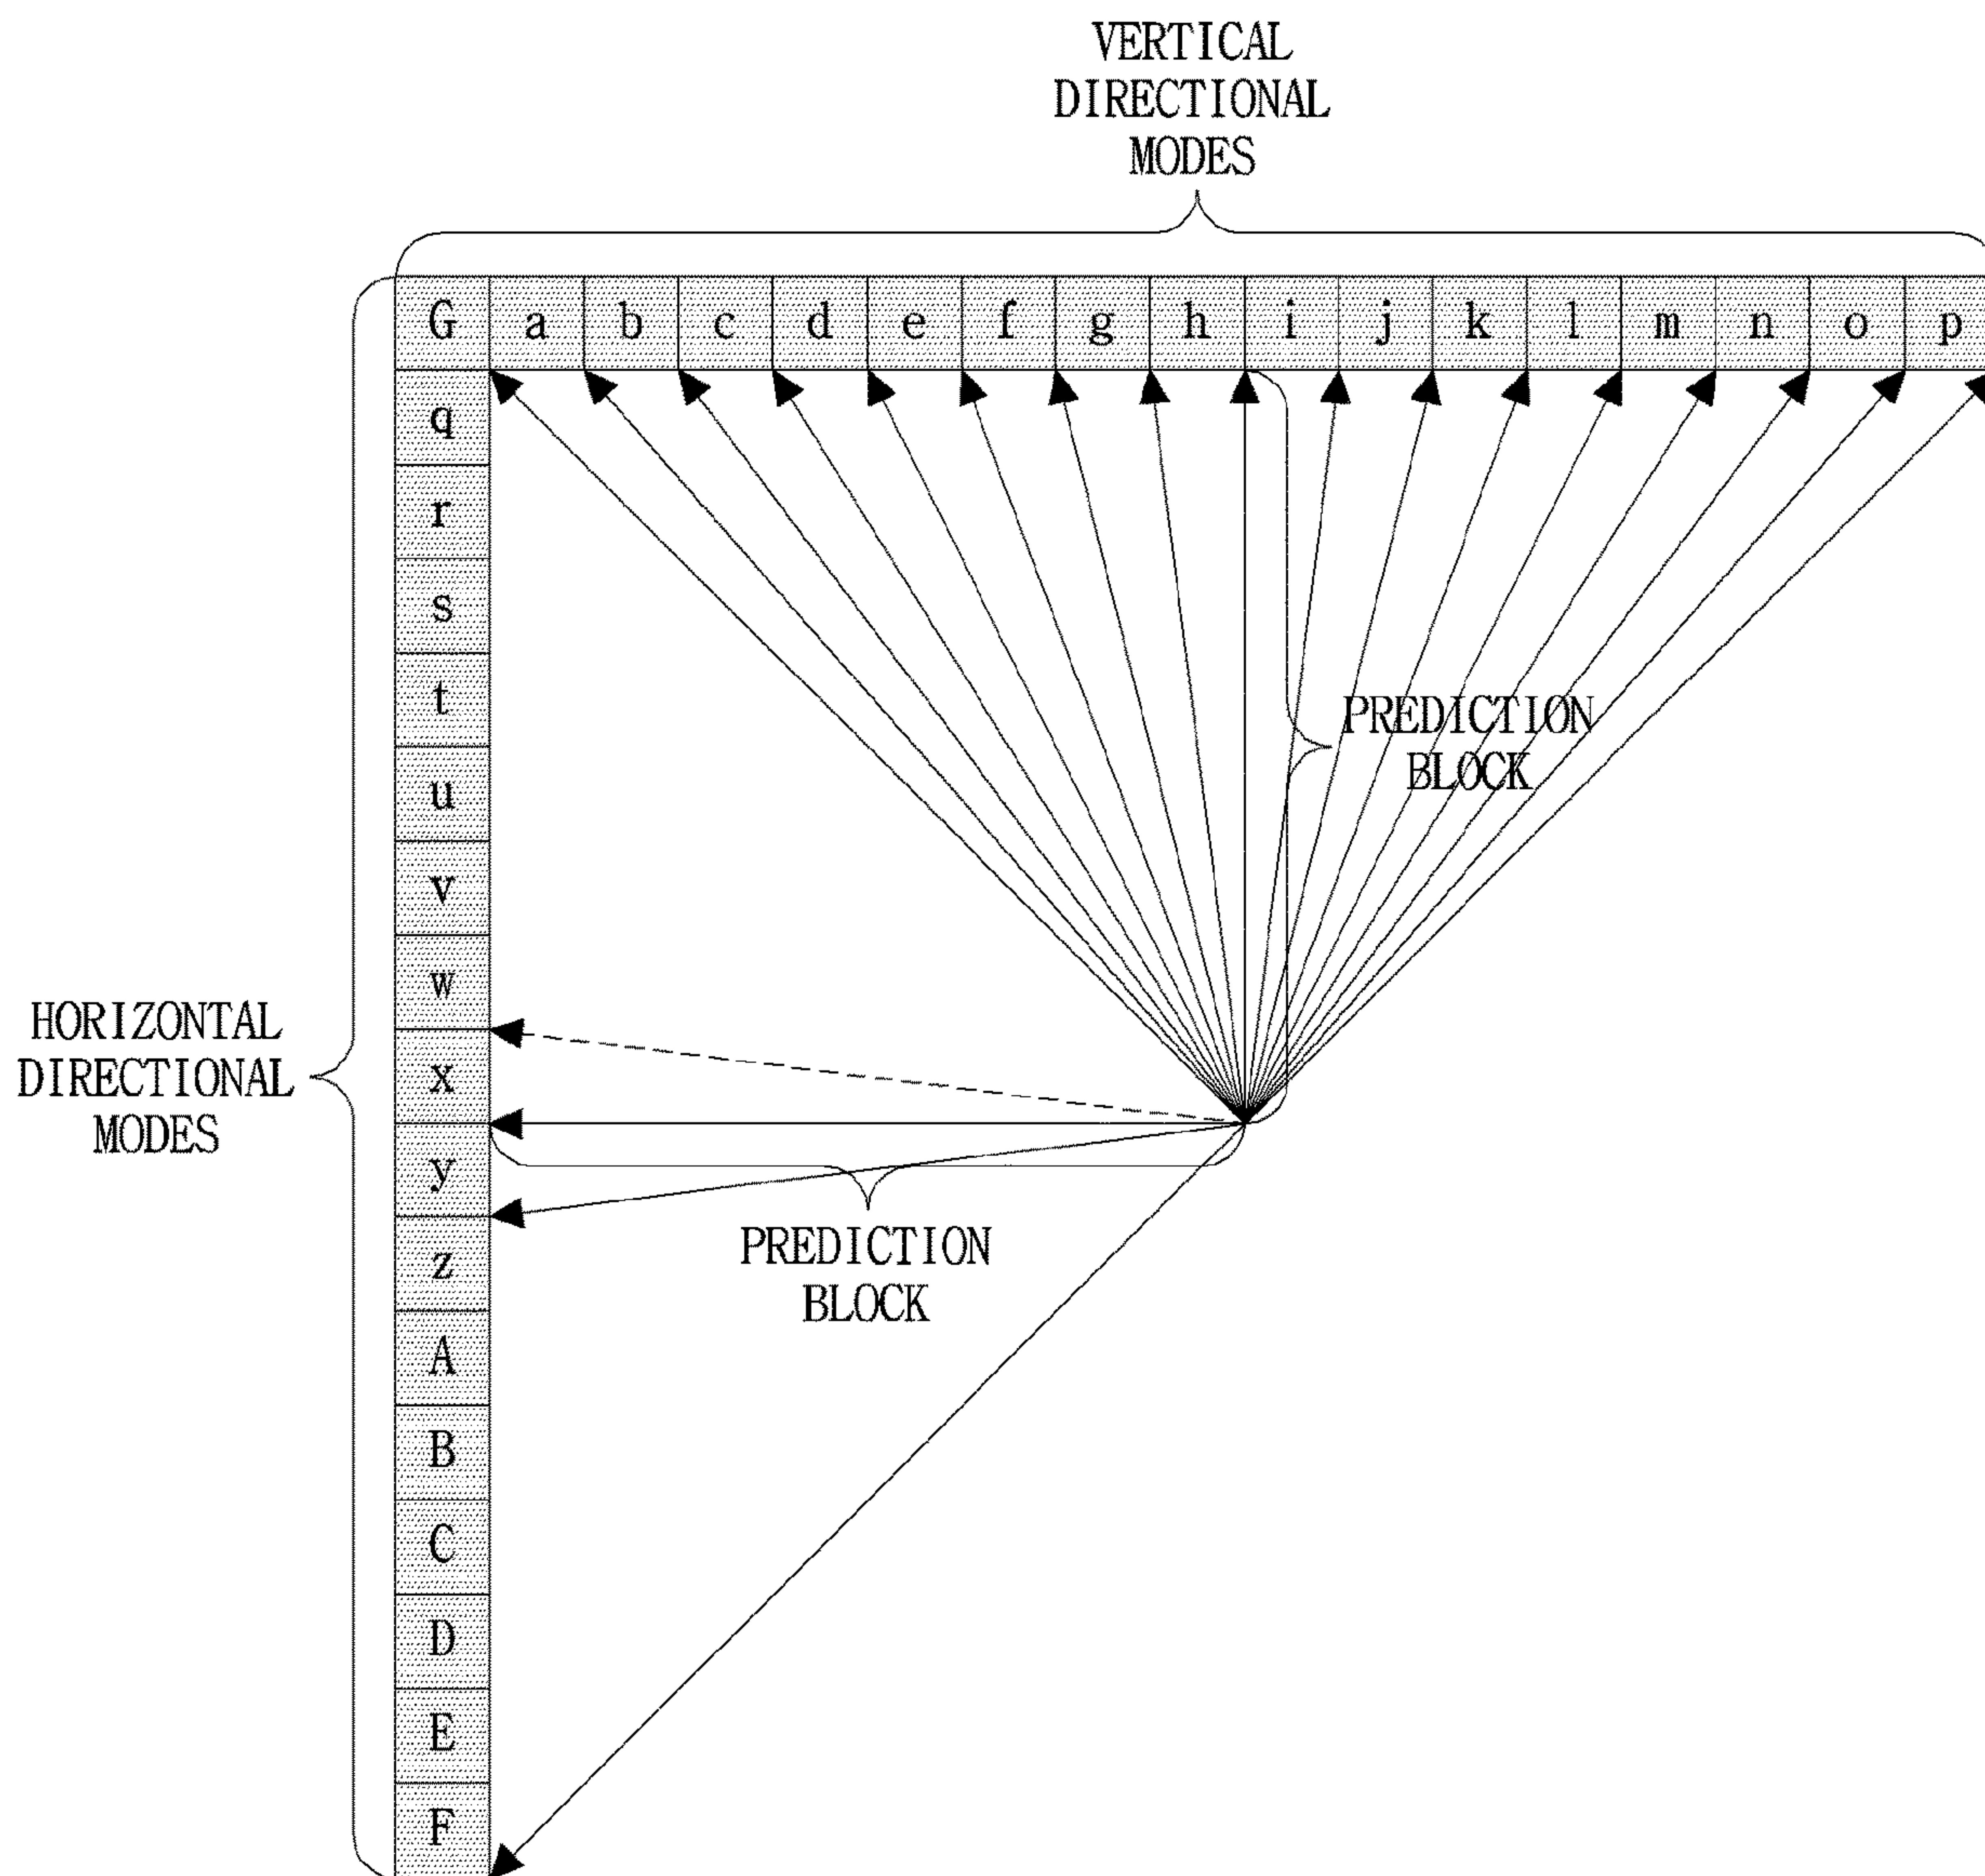 VERTICAL
DIRECTIONAL
MODES
G a b c d e f g h i j k l m n o p
q
r
s
t
PREDICTION
BLOCK
u
v
w
HORIZONTAL
DIRECTIONAL
MODES
x
y
PREDICTION
BLOCK
z
A
B
C
D
E
F